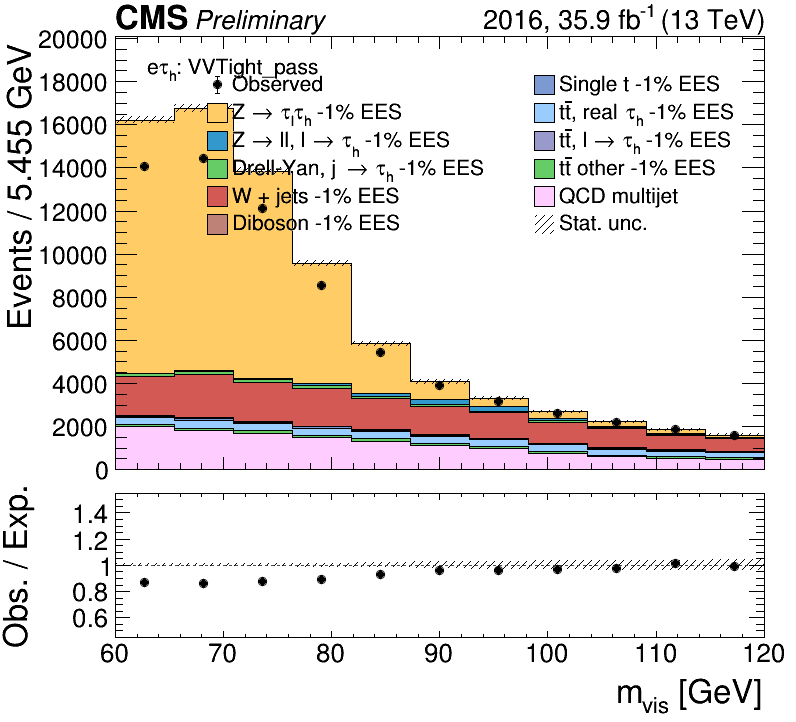 CMS Preliminary 2016, 35.9 fb⁻¹ (13 TeV)
eτₕ: VVTight_pass
Observed
Z → τₗτₕ -1% EES
Z → ll, l → τₕ -1% EES
Drell-Yan, j → τₕ -1% EES
W + jets -1% EES
Diboson -1% EES
Single t -1% EES
tt̄, real τₕ -1% EES
tt̄, l → τₕ -1% EES
tt̄ other -1% EES
QCD multijet
Stat. unc.
Events / 5.455 GeV
20000
18000
16000
14000
12000
10000
8000
6000
4000
2000
0
Obs. / Exp.
1.4
1.2
1
0.8
0.6
60 70 80 90 100 110 120
m_vis [GeV]